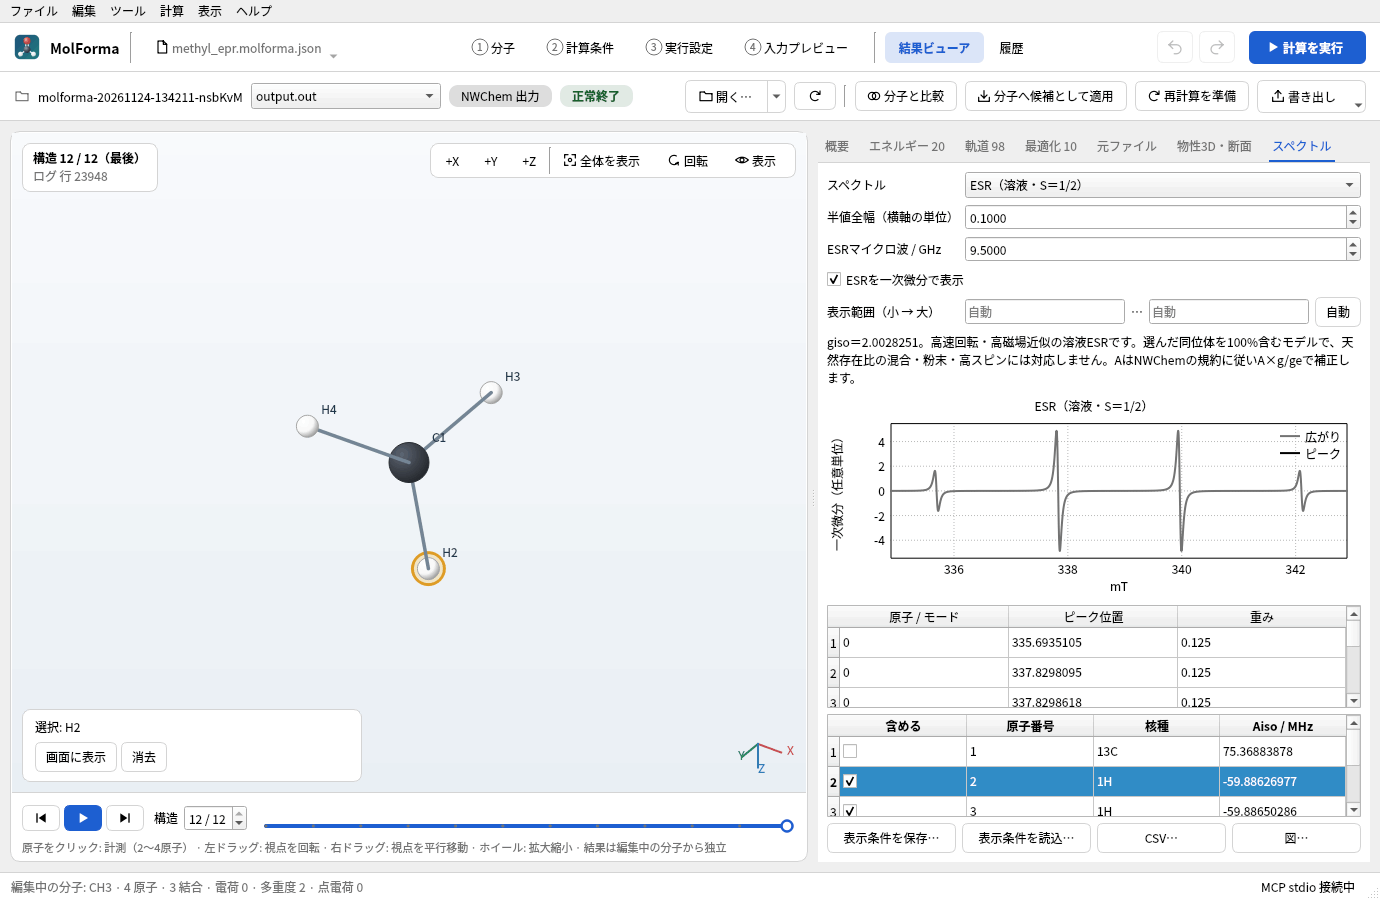 ファイル 編集 ツール 計算 表示 ヘルプ
MolForma methyl_epr.molforma.json 1 分子 2 計算条件 3 実行設定 4 入力プレビュー 結果ビューア 履歴 計算を実行
molforma-20261124-134211-nsbKvM output.out NWChem 出力 正常終了 開く… 分子と比較 分子へ候補として適用 再計算を準備 書き出し
構造 12 / 12（最後）
ログ 行 23948
+X +Y +Z 全体を表示 回転 表示
H3
H4
C1
H2
選択: H2
画面に表示 消去
X
Y
Z
構造 12 / 12
原子をクリック: 計測（2〜4原子） · 左ドラッグ: 視点を回転 · 右ドラッグ: 視点を平行移動 · ホイール: 拡大縮小 · 結果は編集中の分子から独立
概要 エネルギー 20 軌道 98 最適化 10 元ファイル 物性3D・断面 スペクトル
スペクトル ESR（溶液・S=1/2）
半値全幅（横軸の単位） 0.1000
ESRマイクロ波 / GHz 9.5000
ESRを一次微分で表示
表示範囲（小 → 大） 自動 … 自動 自動
giso=2.0028251。高速回転・高磁場近似の溶液ESRです。選んだ同位体を100%含むモデルで、天
然存在比の混合・粉末・高スピンには対応しません。AはNWChemの規約に従いA×g/geで補正し
ます。
ESR（溶液・S=1/2）
一次微分（任意単位）
4
2
0
-2
-4
広がり
ピーク
336 338 340 342
mT
原子 / モード ピーク位置 重み
1 0 335.6935105 0.125
2 0 337.8298095 0.125
3 0 337.8298618 0.125
含める 原子番号 核種 Aiso / MHz
1 1 13C 75.36883878
2 2 1H -59.88626977
3 3 1H -59.88650286
表示条件を保存… 表示条件を読込… CSV… 図…
編集中の分子: CH3 · 4 原子 · 3 結合 · 電荷 0 · 多重度 2 · 点電荷 0 MCP stdio 接続中